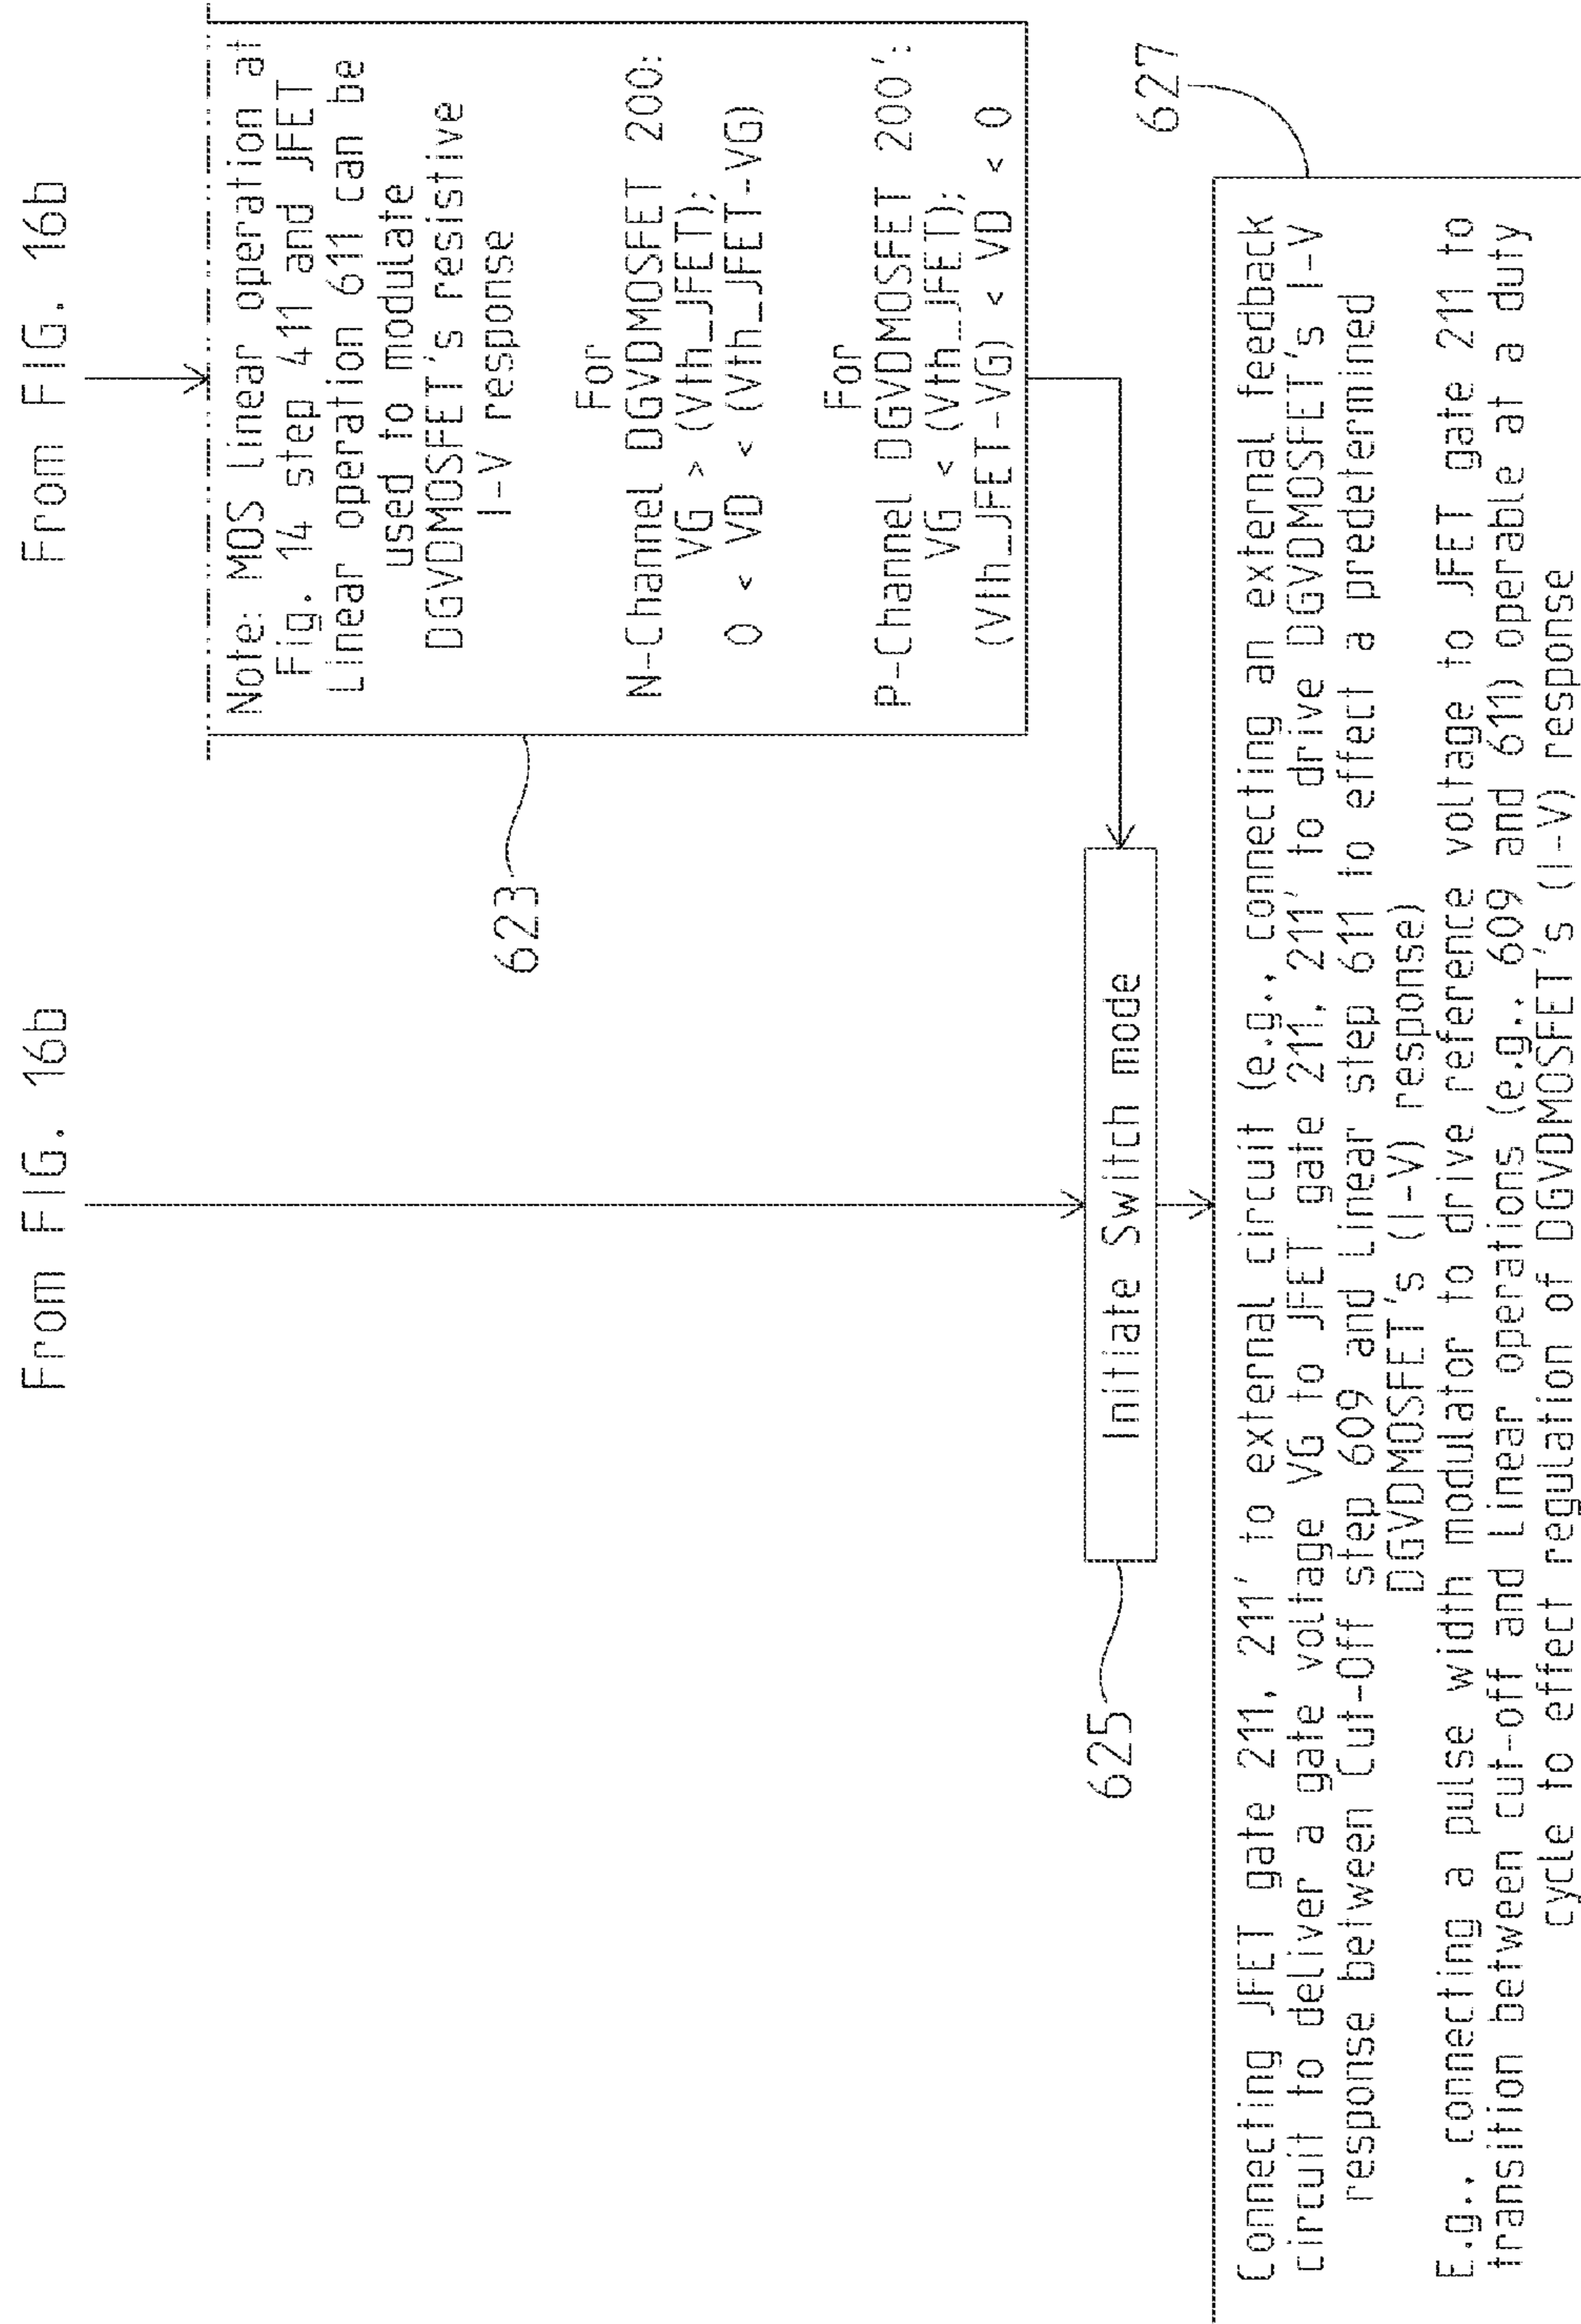 From FIG. 16b
From FIG. 16b
Note: MOS Linear operation at
Fig. 14 step 411 and JFET
Linear operation 611 can be
used to modulate
DGVDMOSFET's resistive
I-V response
For
N-Channel DGVDMOSFET 200:
VG > (Vth_JFET);
0 < VD < (Vth_JFET-VG)
For
P-Channel DGVDMOSFET 200':
VG < (Vth_JFET);
(Vth_JFET-VG) < VD < 0
623
Initiate Switch mode
625
627
Connecting JFET gate 211, 211' to external circuit (e.g., connecting an external feedback
circuit to deliver a gate voltage VG to JFET gate 211, 211' to drive DGVDMOSFET's I-V
response between Cut-Off step 609 and Linear step 611 to effect a predetermined
DGVDMOSFET's (I-V) response)
E.g., connecting a pulse width modulator to drive reference voltage to JFET gate 211 to
transition between cut-off and Linear operations (e.g., 609 and 611) operable at a duty
cycle to effect regulation of DGVDMOSFET's (I-V) response